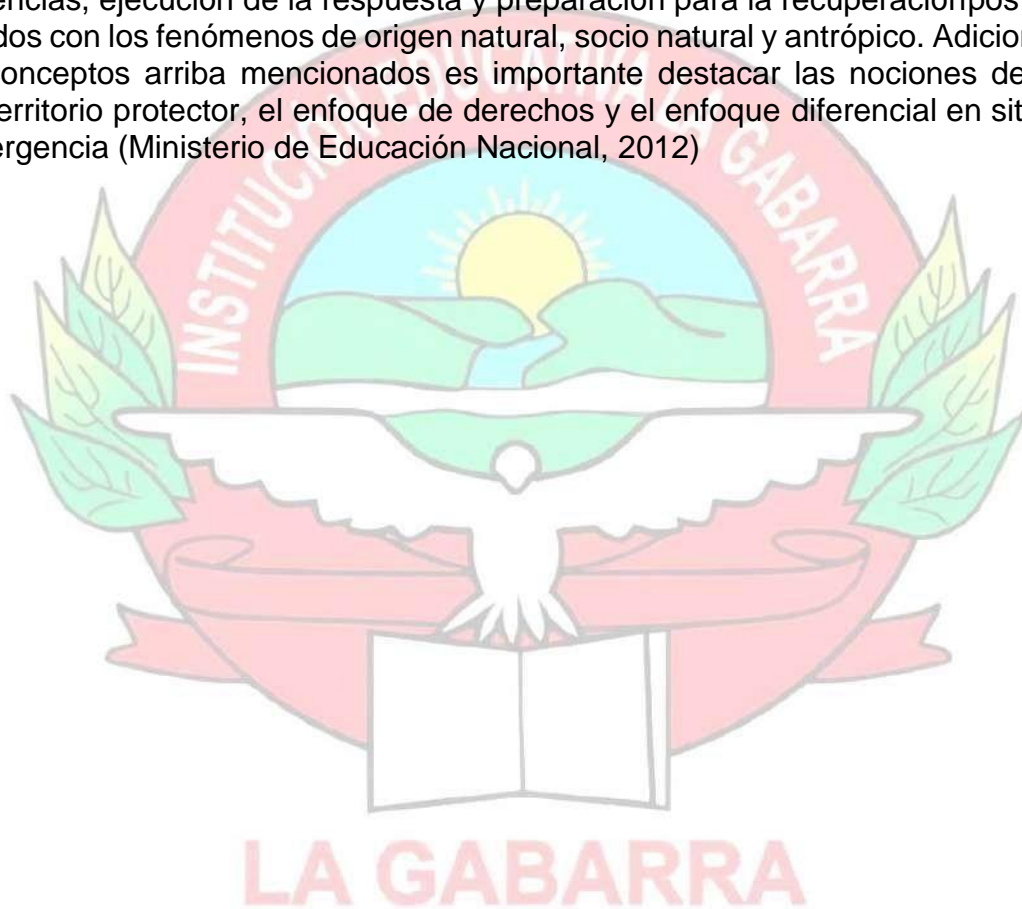 encias, ejecución de la respuesta y preparación para la recuperaciónpos
dos con los fenómenos de origen natural, socio natural y antrópico. Adicion
onceptos arriba mencionados es importante destacar las nociones de
erritorio protector, el enfoque de derechos y el enfoque diferencial en sit
ergencia (Ministerio de Educación Nacional, 2012)
INSTITUCION EDUCATIVA LA GABARRA
LA GABARRA